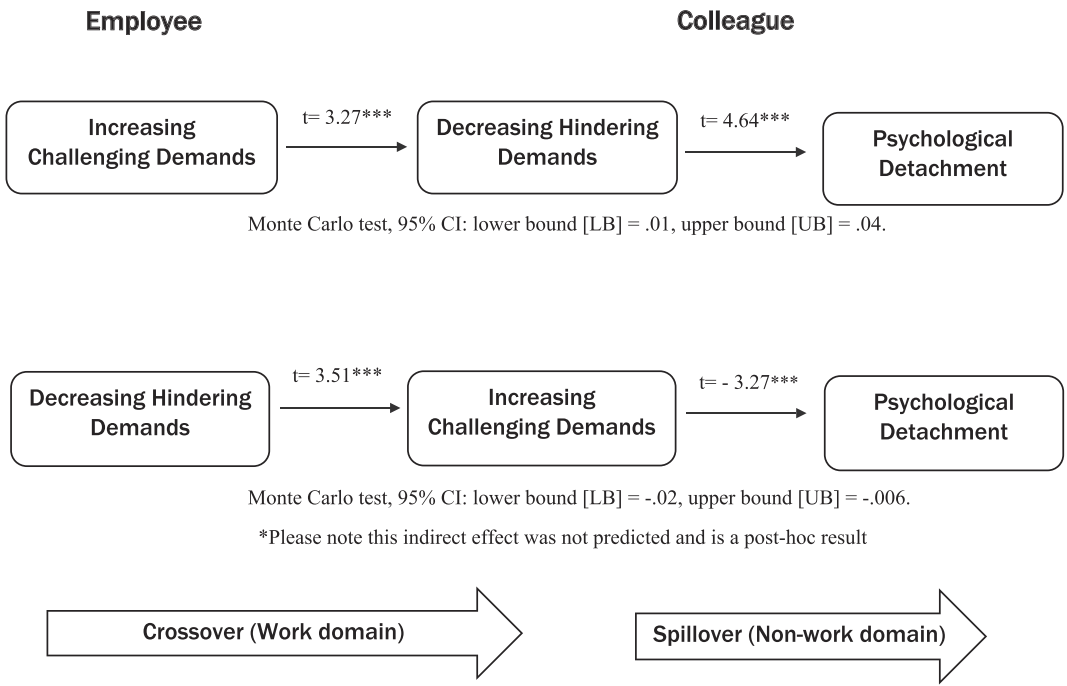 Employee
Colleague
Increasing
Challenging Demands
t= 3.27***
Decreasing Hindering
Demands
t= 4.64***
Psychological
Detachment
Monte Carlo test, 95% CI: lower bound [LB] = .01, upper bound [UB] = .04.
Decreasing Hindering
Demands
t= 3.51***
Increasing
Challenging Demands
t= - 3.27***
Psychological
Detachment
Monte Carlo test, 95% CI: lower bound [LB] = -.02, upper bound [UB] = -.006.
*Please note this indirect effect was not predicted and is a post-hoc result
Crossover (Work domain)
Spillover (Non-work domain)